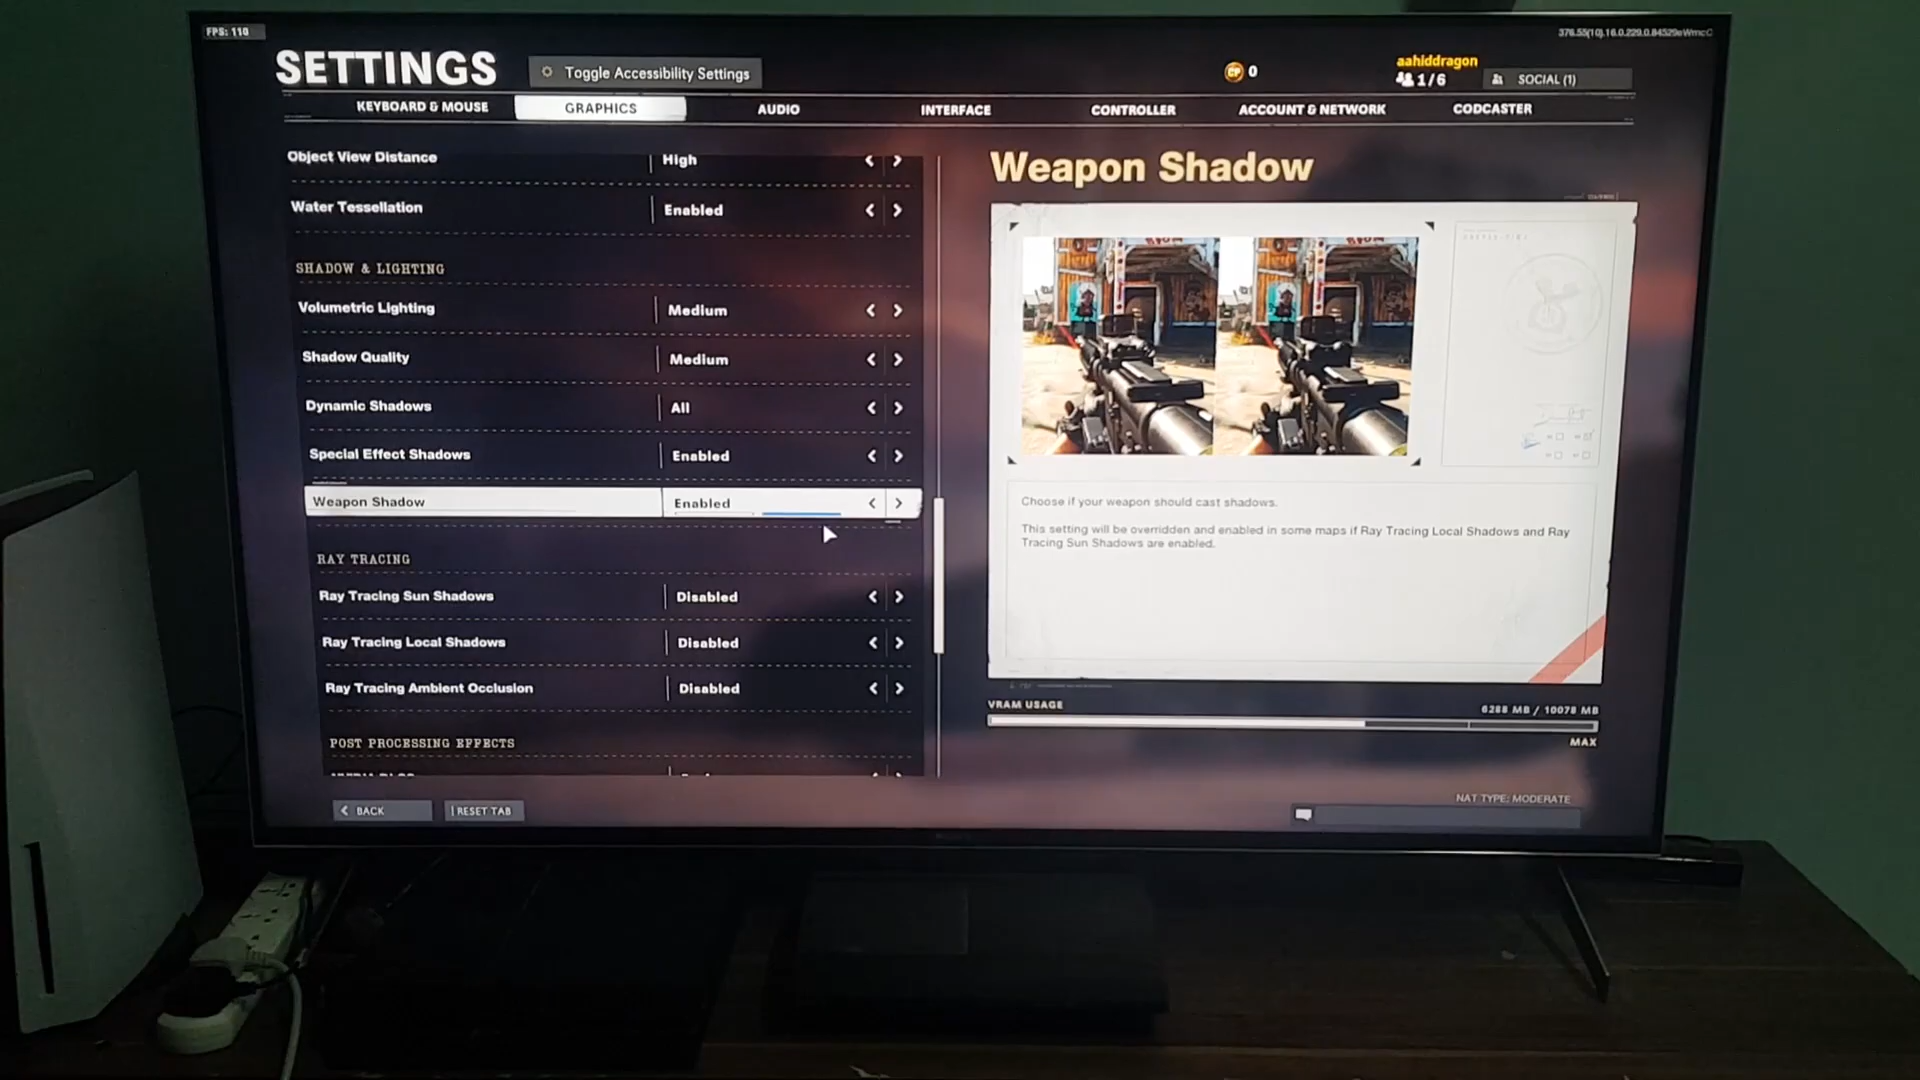 FPS: 110
SETTINGS
Toggle Accessibility Settings
CP 0
aahiddragon
1/6
SOCIAL (1)
KEYBOARD & MOUSE
GRAPHICS
AUDIO
INTERFACE
CONTROLLER
ACCOUNT & NETWORK
CODCASTER
Object View Distance High
Water Tessellation Enabled
SHADOW & LIGHTING
Volumetric Lighting Medium
Shadow Quality Medium
Dynamic Shadows All
Special Effect Shadows Enabled
Weapon Shadow Enabled
RAY TRACING
Ray Tracing Sun Shadows Disabled
Ray Tracing Local Shadows Disabled
Ray Tracing Ambient Occlusion Disabled
POST PROCESSING EFFECTS
BACK
RESET TAB
Weapon Shadow
Choose if your weapon should cast shadows.
This setting will be overridden and enabled in some maps if Ray Tracing Local Shadows and Ray
Tracing Sun Shadows are enabled.
VRAM USAGE
6288 MB / 10078 MB
MAX
NAT TYPE: MODERATE